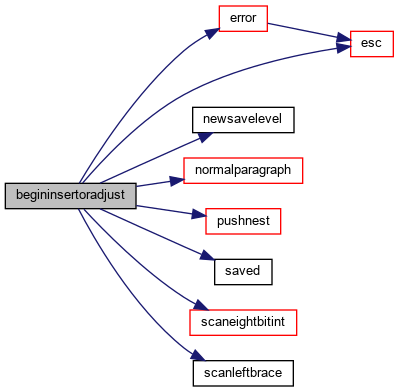 error
esc
newsavelevel
normalparagraph
begininsertoradjust
pushnest
saved
scaneightbitint
scanleftbrace